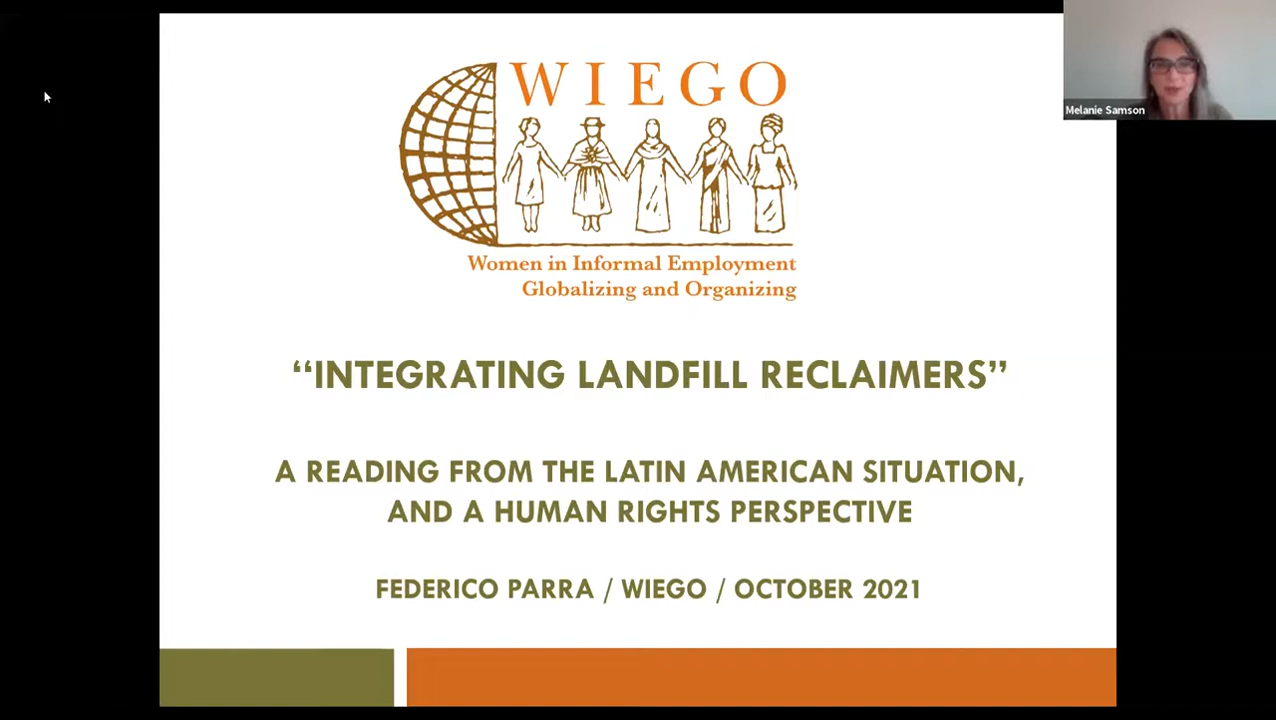 WIEGO
Melanie Samson
Women in Informal Employment
Globalizing and Organizing
“INTEGRATING LANDFILL RECLAIMERS”
A READING FROM THE LATIN AMERICAN SITUATION,
AND A HUMAN RIGHTS PERSPECTIVE
FEDERICO PARRA / WIEGO / OCTOBER 2021